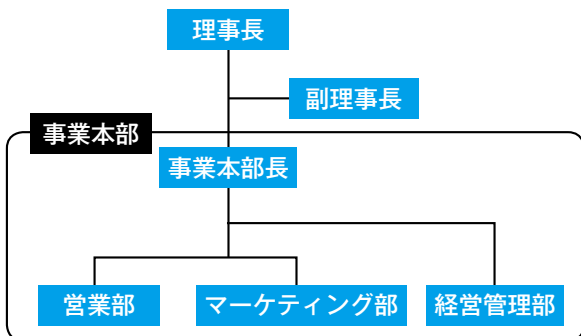 理事長
副理事長
事業本部
事業本部長
営業部
マーケティング部
経営管理部